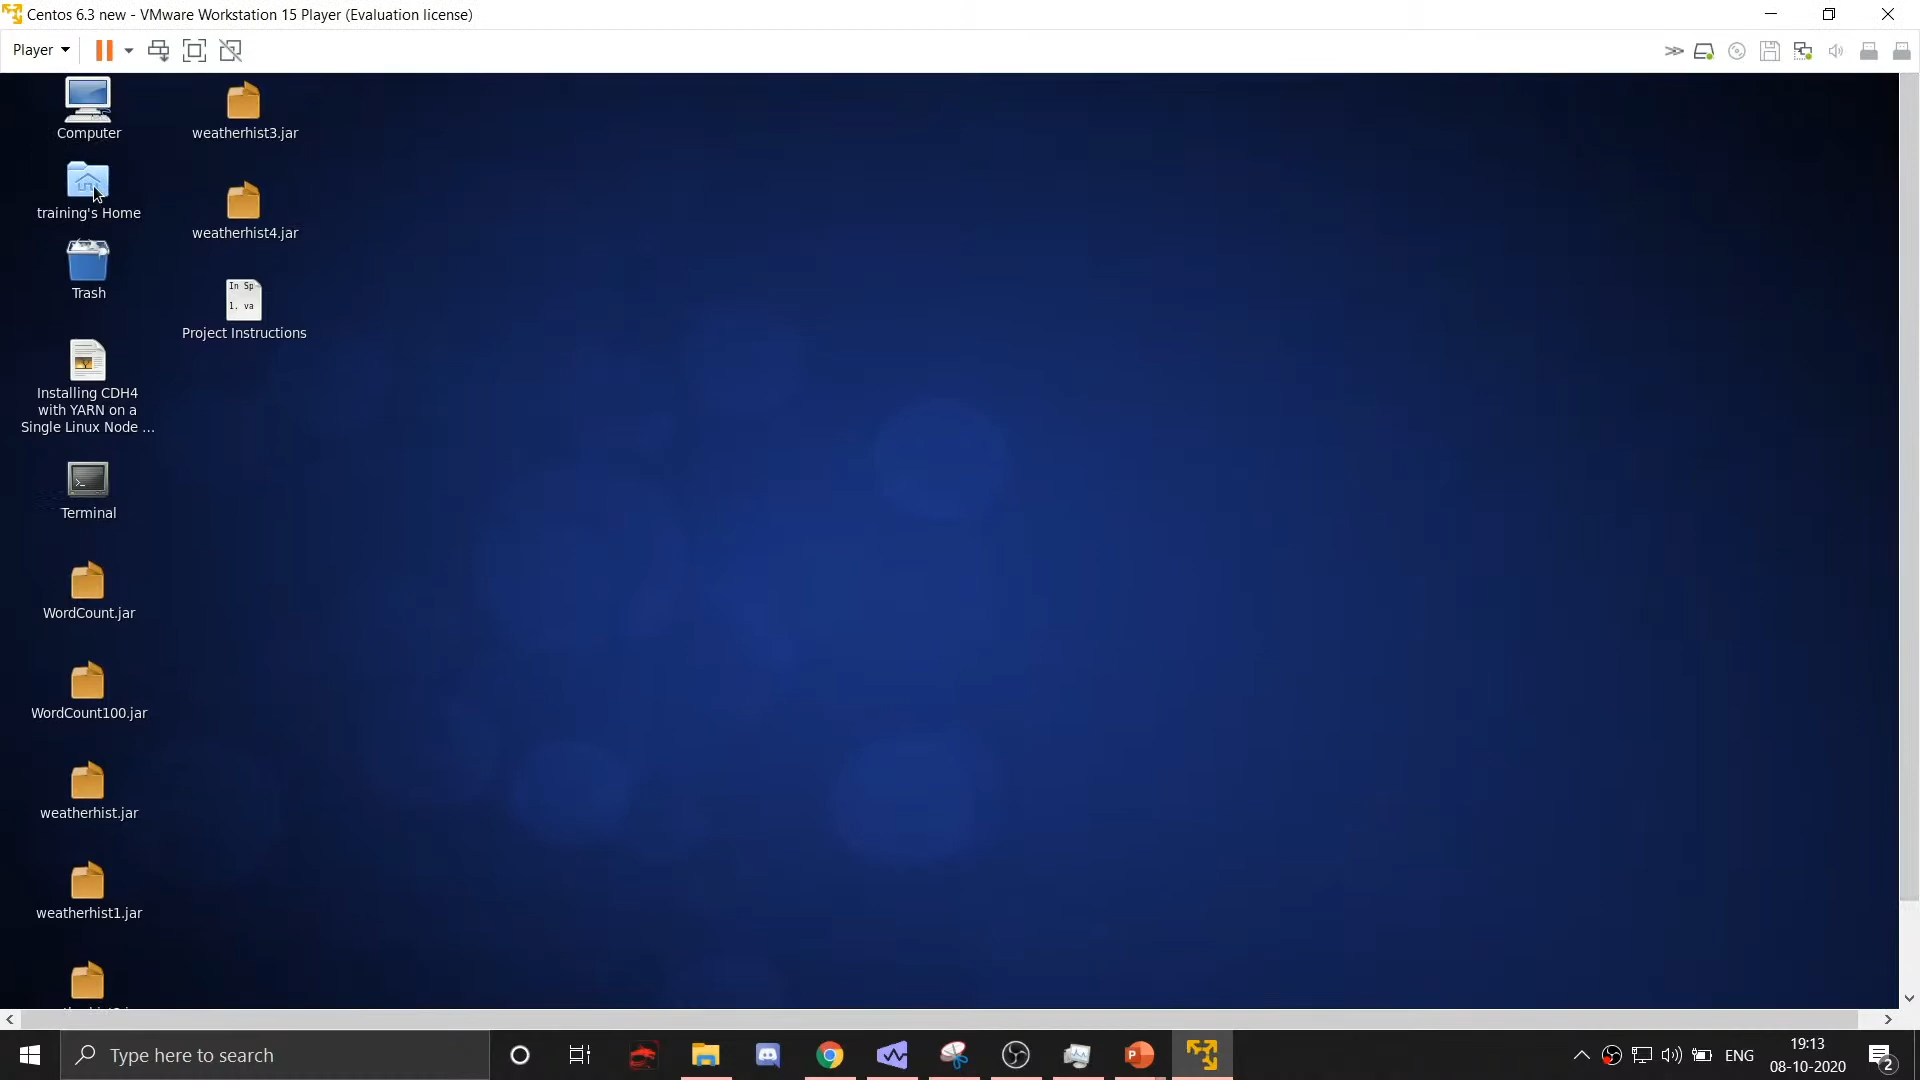 Centos 6.3 new - VMware Workstation 15 Player (Evaluation license)
Player
Computer
weatherhist3.jar
training's Home
weatherhist4.jar
Trash
In Sp
1. va
Project Instructions
Installing CDH4
with YARN on a
Single Linux Node ...
Terminal
WordCount.jar
WordCount100.jar
weatherhist.jar
weatherhist1.jar
Type here to search
ENG
19:13
08-10-2020
2